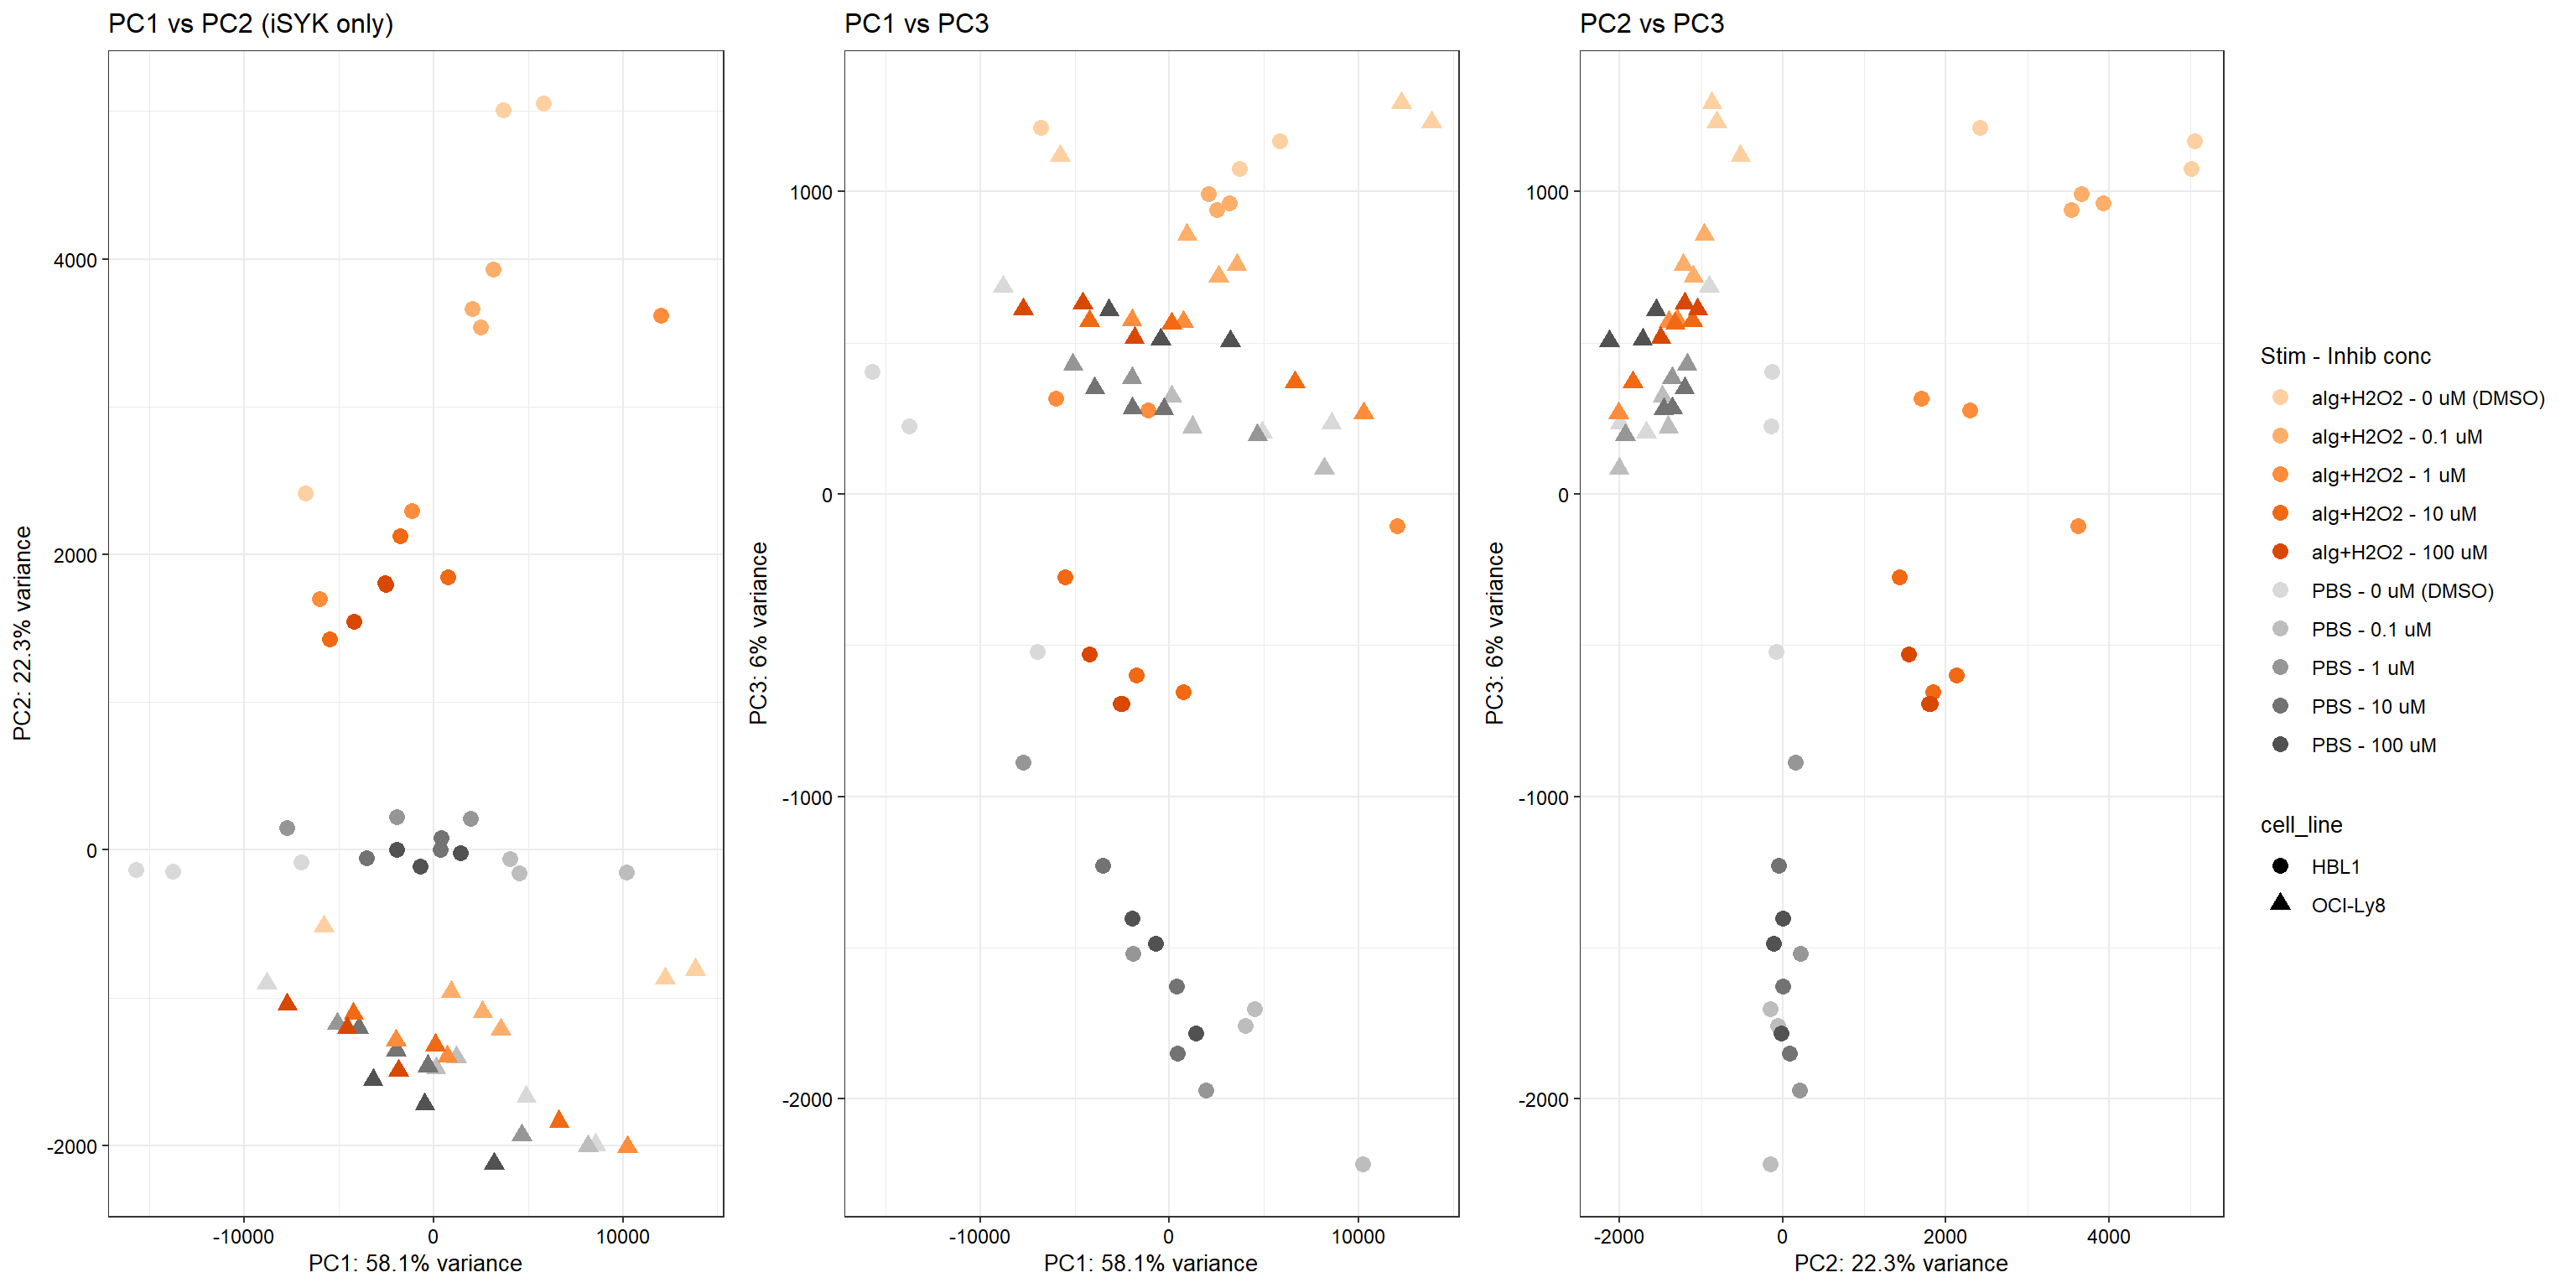 PC1 vs PC2 (iSYK only)
4000
2000
0
-2000
-10000
0
10000
PC2: 22.3% variance
PC1: 58.1% variance
PC1 vs PC3
1000
0
-1000
-2000
-10000
0
10000
PC3: 6% variance
PC1: 58.1% variance
PC2 vs PC3
1000
0
-1000
-2000
-2000
0
2000
4000
PC3: 6% variance
PC2: 22.3% variance
Stim - Inhib conc
aIg+H2O2 - 0 uM (DMSO)
aIg+H2O2 - 0.1 uM
aIg+H2O2 - 1 uM
aIg+H2O2 - 10 uM
aIg+H2O2 - 100 uM
PBS - 0 uM (DMSO)
PBS - 0.1 uM
PBS - 1 uM
PBS - 10 uM
PBS - 100 uM
cell_line
HBL1
OCI-Ly8